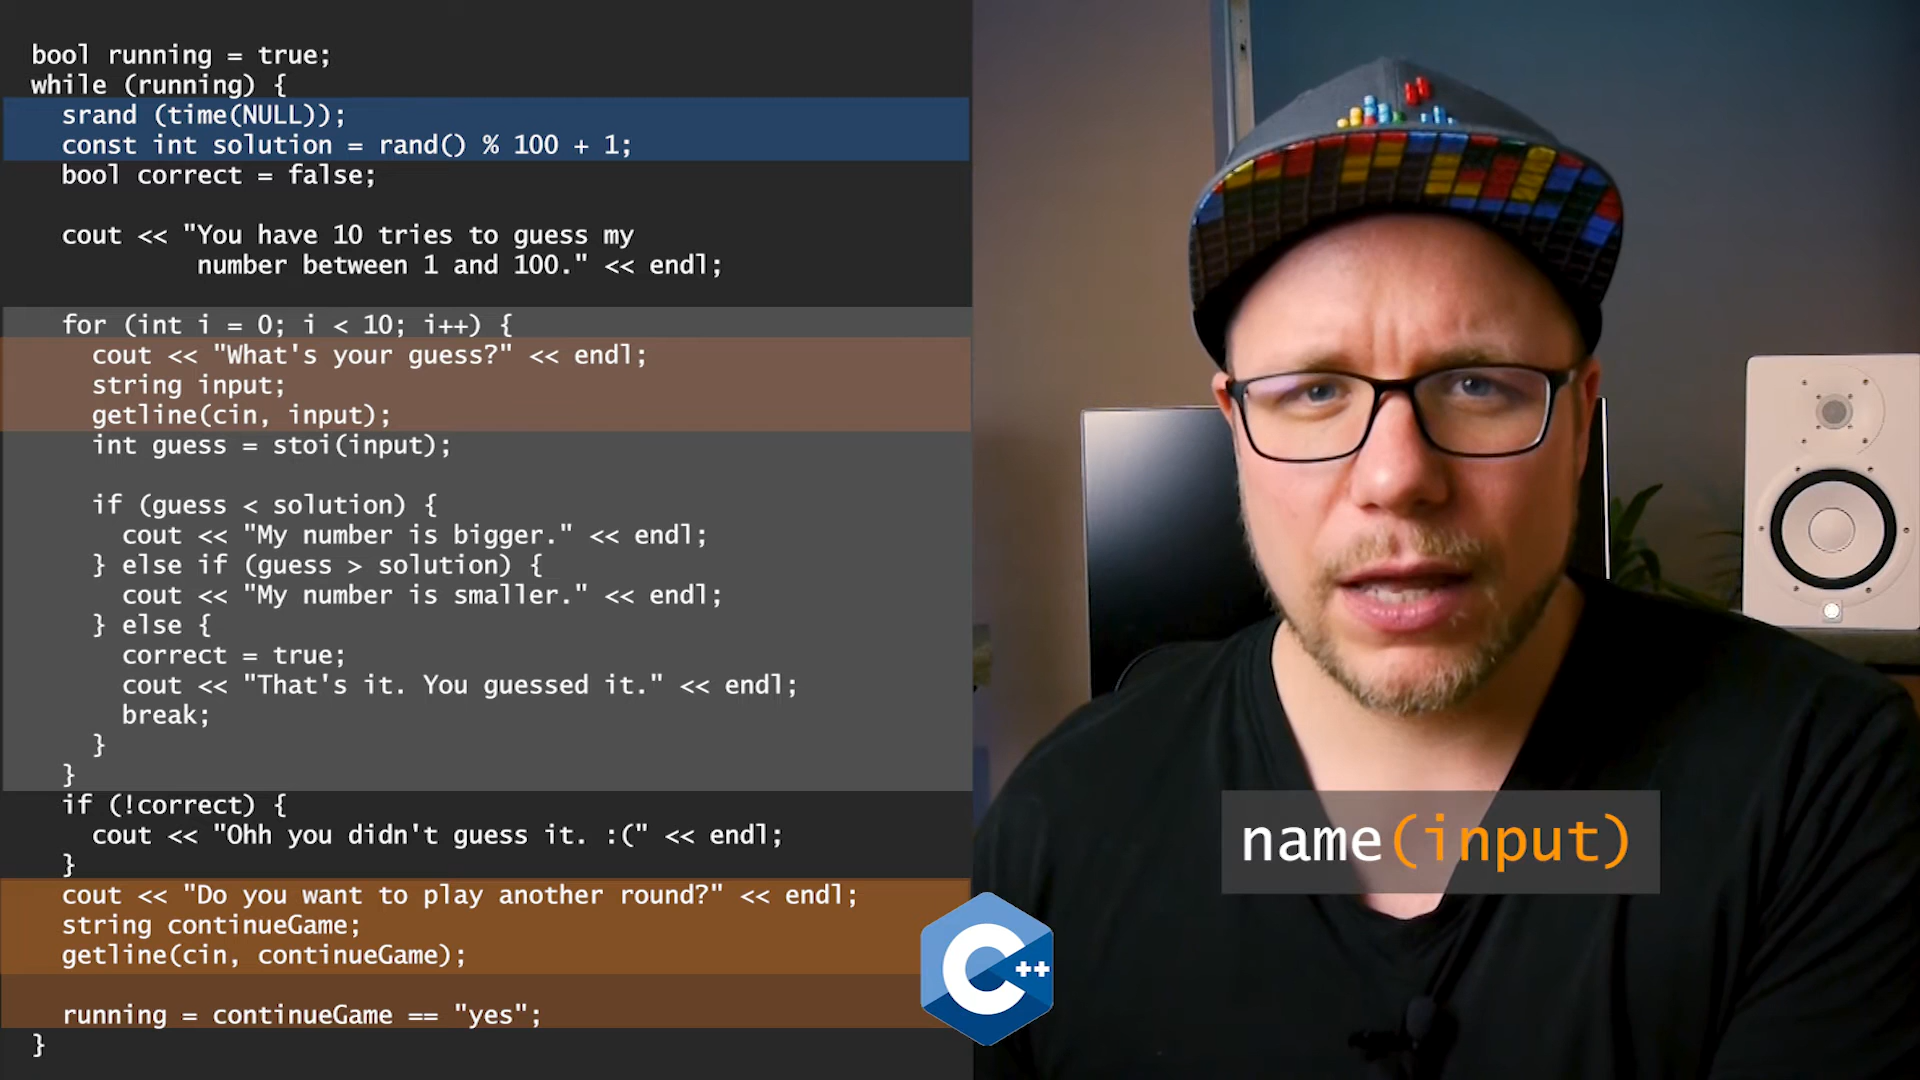 bool running = true;
while (running) {
srand (time(NULL));
const int solution = rand() % 100 + 1;
bool correct = false;
cout << "You have 10 tries to guess my
number between 1 and 100." << endl;
for (int i = 0; i < 10; i++) {
cout << "What's your guess?" << endl;
string input;
getline(cin, input);
int guess = stoi(input);
if (guess < solution) {
cout << "My number is bigger." << endl;
} else if (guess > solution) {
cout << "My number is smaller." << endl;
} else {
correct = true;
cout << "That's it. You guessed it." << endl;
break;
}
}
if (!correct) {
cout << "Ohh you didn't guess it. :(" << endl;
}
cout << "Do you want to play another round?" << endl;
string continueGame;
getline(cin, continueGame);
running = continueGame == "yes";
}
name(input)
C++